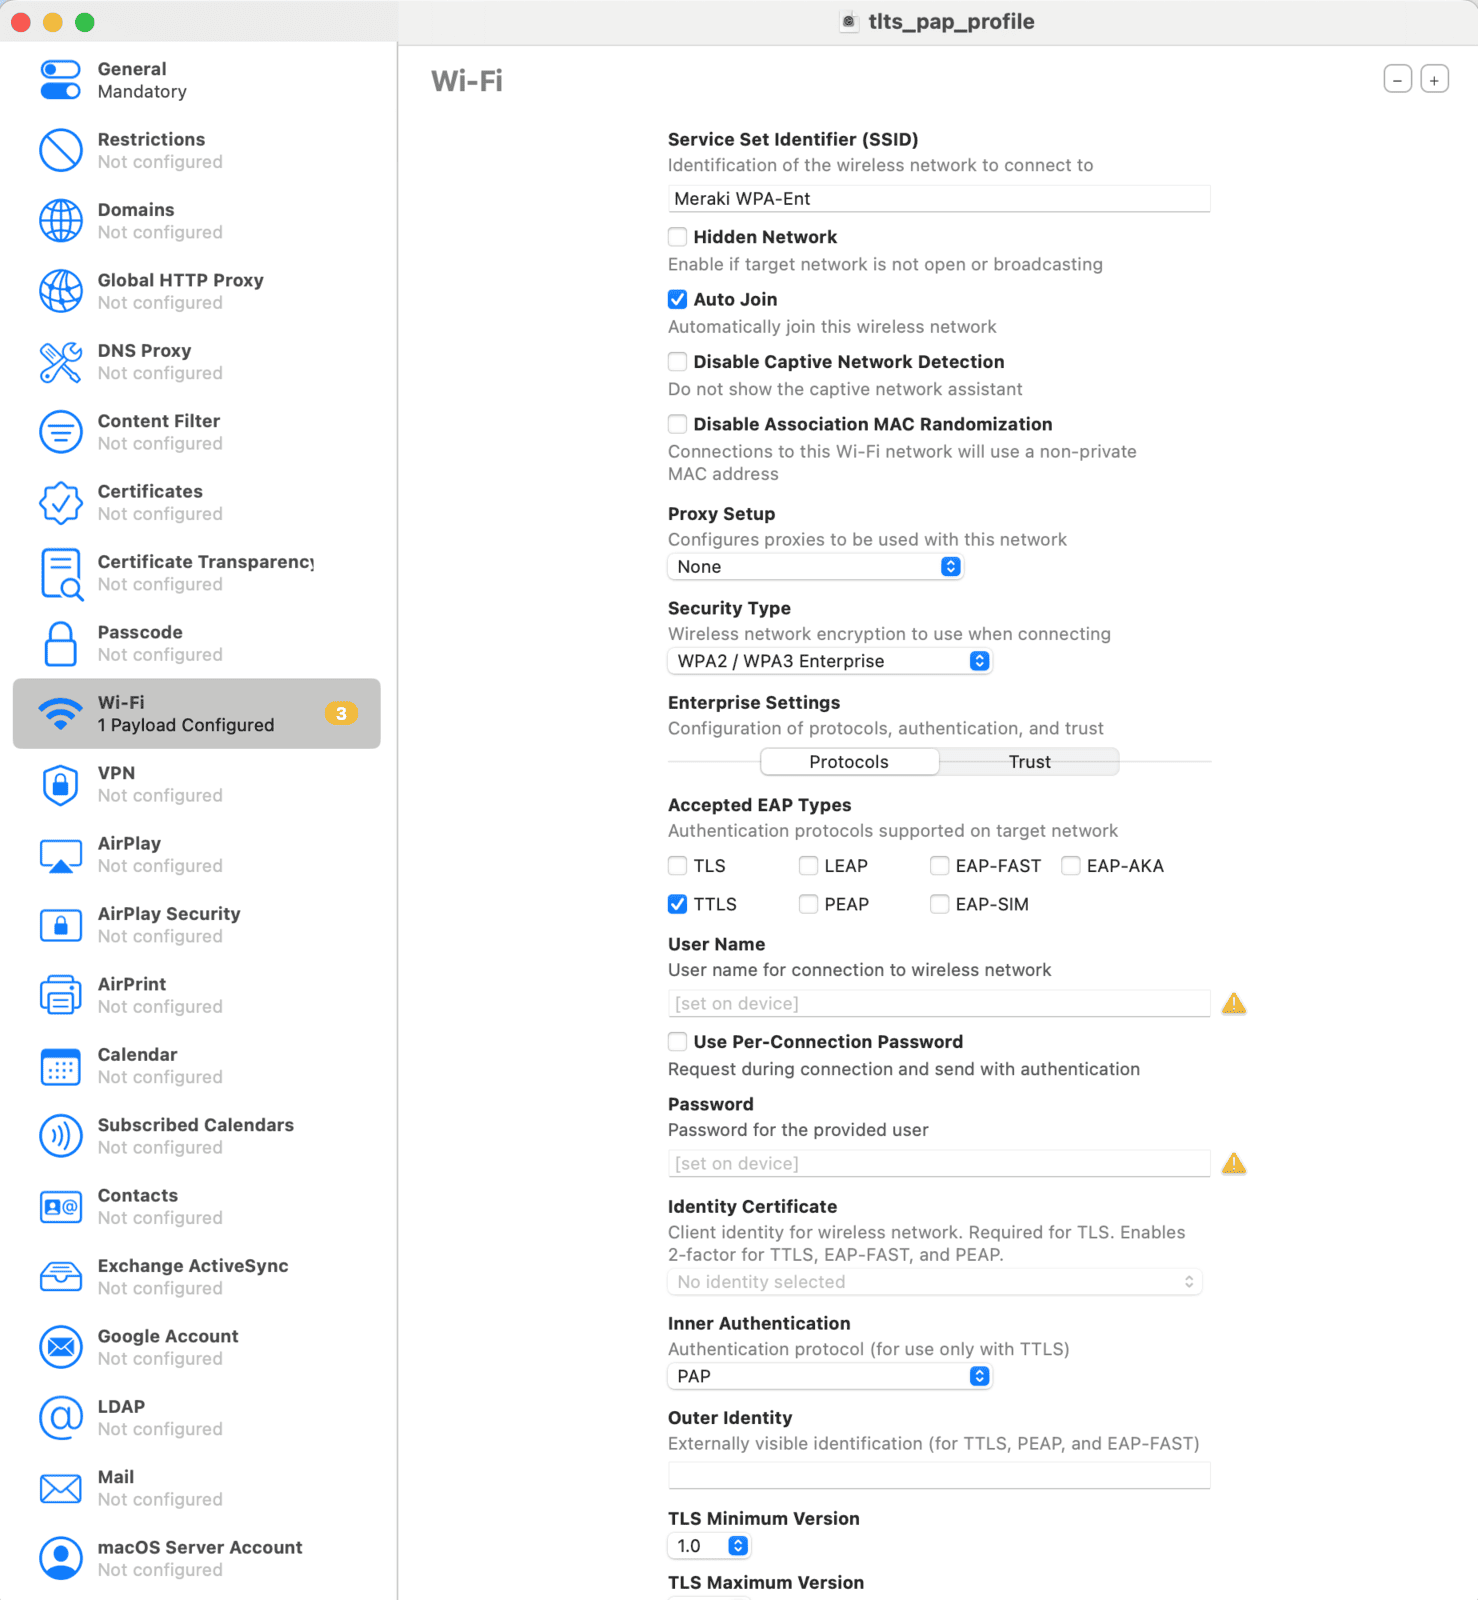 tlts_pap_profile
General
Mandatory
Restrictions
Not configured
Domains
Not configured
Global HTTP Proxy
Not configured
DNS Proxy
Not configured
Content Filter
Not configured
Certificates
Not configured
Certificate Transparency
Not configured
Passcode
Not configured
Wi-Fi
1 Payload Configured
3
VPN
Not configured
AirPlay
Not configured
AirPlay Security
Not configured
AirPrint
Not configured
Calendar
Not configured
Subscribed Calendars
Not configured
Contacts
Not configured
Exchange ActiveSync
Not configured
Google Account
Not configured
LDAP
Not configured
Mail
Not configured
macOS Server Account
Not configured
Wi-Fi
Service Set Identifier (SSID)
Identification of the wireless network to connect to
Meraki WPA-Ent
Hidden Network
Enable if target network is not open or broadcasting
Auto Join
Automatically join this wireless network
Disable Captive Network Detection
Do not show the captive network assistant
Disable Association MAC Randomization
Connections to this Wi-Fi network will use a non-private
MAC address
Proxy Setup
Configures proxies to be used with this network
None
Security Type
Wireless network encryption to use when connecting
WPA2 / WPA3 Enterprise
Enterprise Settings
Configuration of protocols, authentication, and trust
Protocols Trust
Accepted EAP Types
Authentication protocols supported on target network
TLS LEAP EAP-FAST EAP-AKA
TTLS PEAP EAP-SIM
User Name
User name for connection to wireless network
[set on device]
Use Per-Connection Password
Request during connection and send with authentication
Password
Password for the provided user
[set on device]
Identity Certificate
Client identity for wireless network. Required for TLS. Enables
2-factor for TTLS, EAP-FAST, and PEAP.
No identity selected
Inner Authentication
Authentication protocol (for use only with TTLS)
PAP
Outer Identity
Externally visible identification (for TTLS, PEAP, and EAP-FAST)
TLS Minimum Version
1.0
TLS Maximum Version